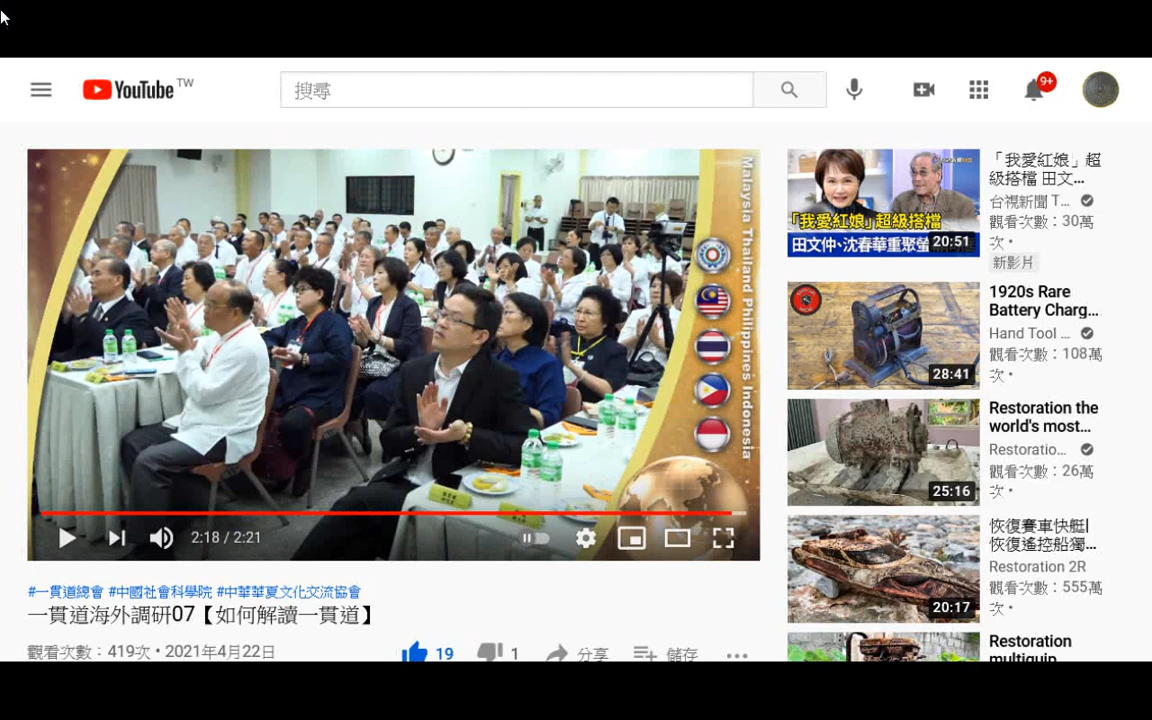 YouTube TW
搜尋
9+
Malaysia Thailand Philippines Indonesia
2:18 / 2:21
#一貫道總會 #中國社會科學院 #中華華夏文化交流協會
一貫道海外調研07【如何解讀一貫道】
觀看次數：419次 • 2021年4月22日
19
1
分享
儲存
「我愛紅娘」超級搭檔
田文仲、沈春華重聚螢
20:51
「我愛紅娘」超
級搭檔 田文...
台視新聞 T...
觀看次數：30萬
次 •
新影片
28:41
1920s Rare
Battery Charg...
Hand Tool ...
觀看次數：108萬
次 •
25:16
Restoration the
world's most...
Restoratio...
觀看次數：26萬
次 •
20:17
恢復賽車快艇|
恢復遙控船獨...
Restoration 2R
觀看次數：555萬
次 •
Restoration
multiquip